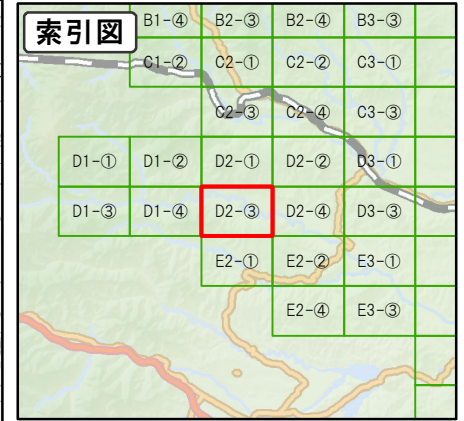 索引図
B1-④ B2-③ B2-④ B3-③
C1-② C2-① C2-② C3-①
C2-③ C2-④ C3-③
D1-① D1-② D2-① D2-② D3-①
D1-③ D1-④ D2-③ D2-④ D3-③
E2-① E2-② E3-①
E2-④ E3-③